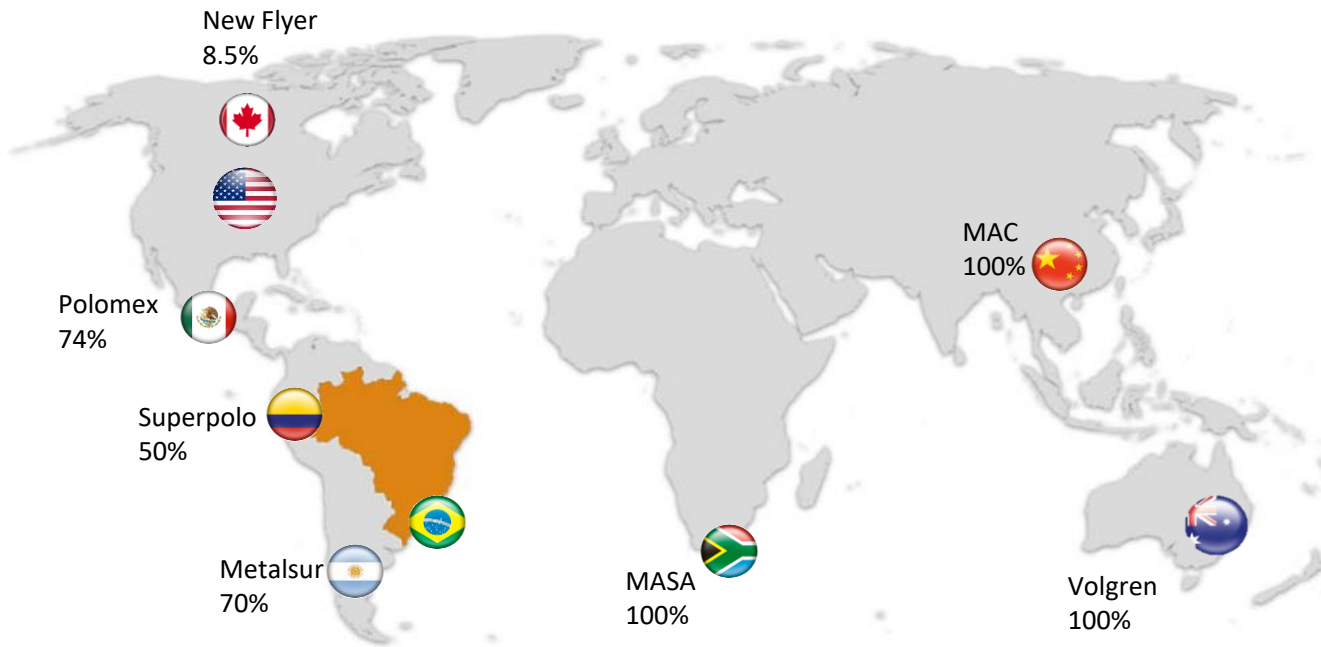 New Flyer
8.5%
MAC
100%
Polomex
74%
Superpolo
50%
Metalsur
70%
MASA
100%
Volgren
100%